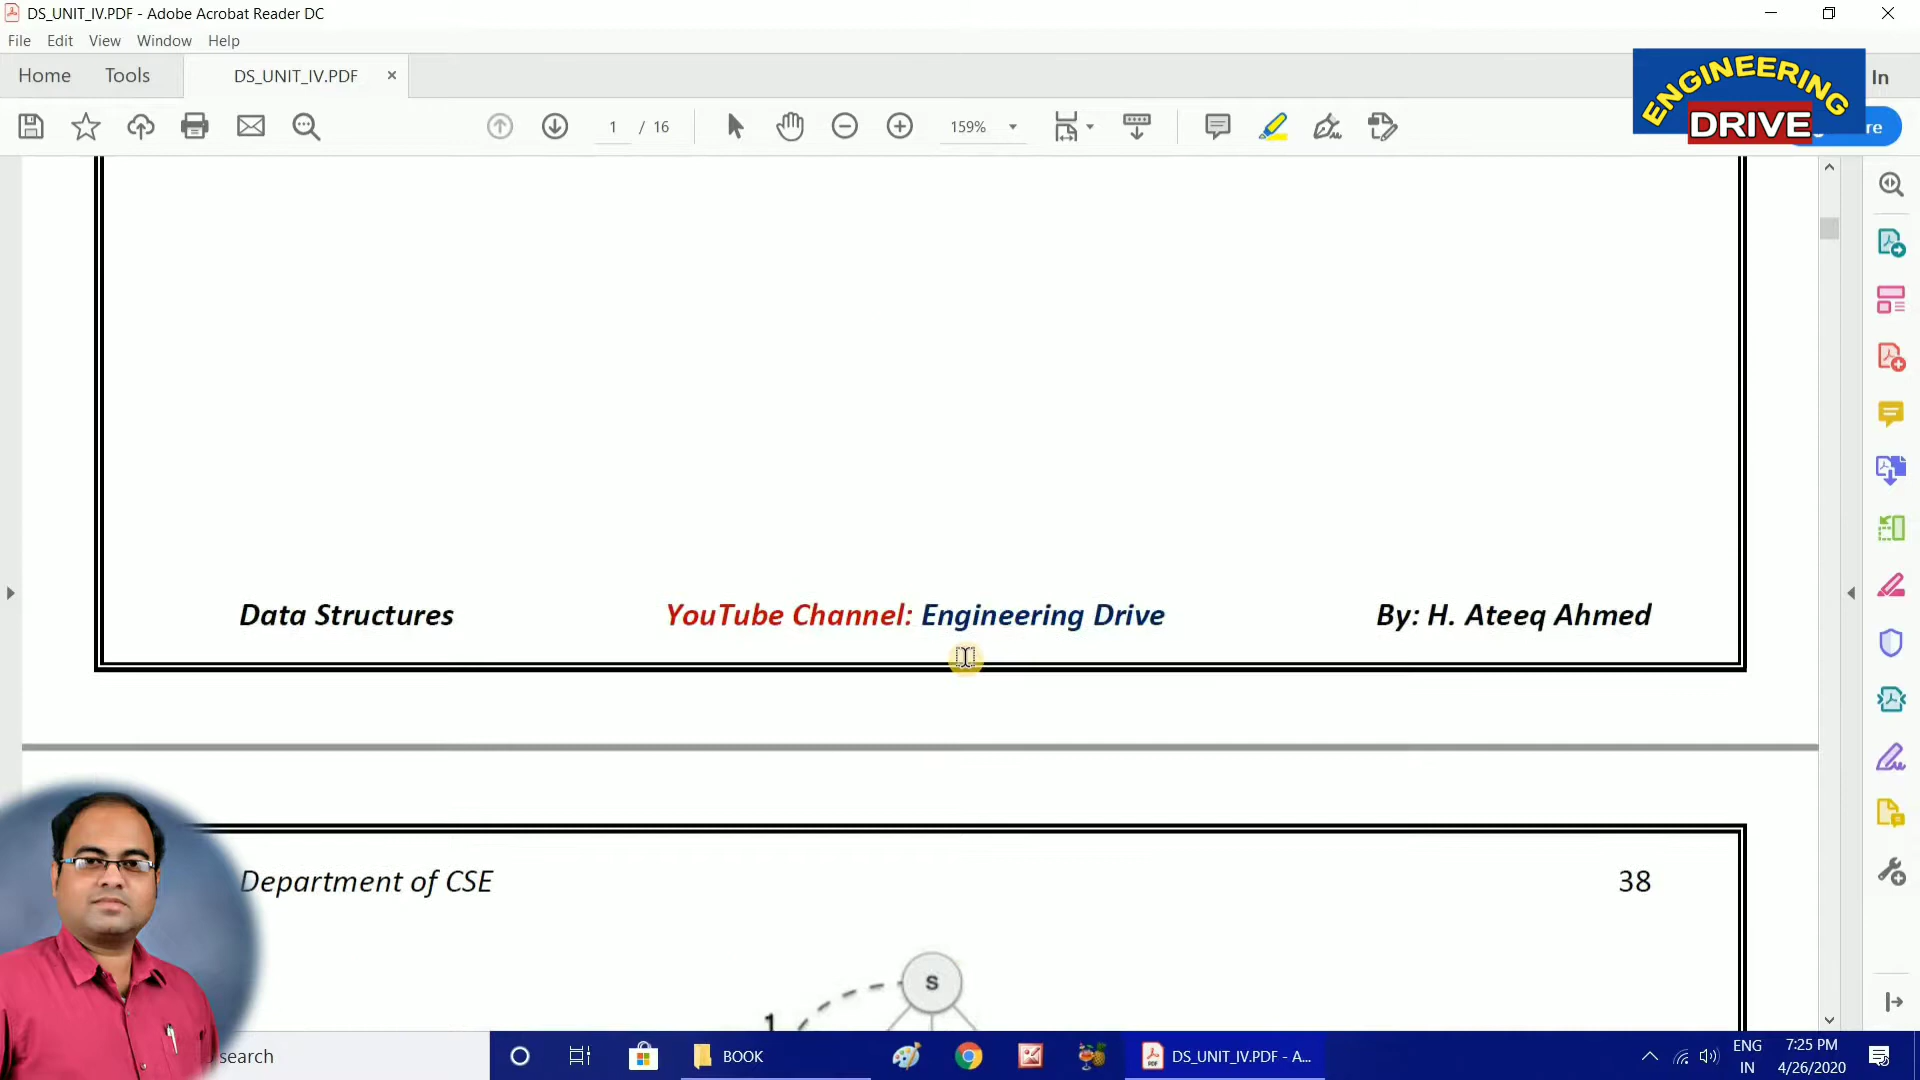 DS_UNIT_IV.PDF - Adobe Acrobat Reader DC
File Edit View Window Help
Home Tools DS_UNIT_IV.PDF In
ENGINEERING
DRIVE
1 / 16 159% re
Data Structures YouTube Channel: Engineering Drive By: H. Ateeq Ahmed
Department of CSE 38
S
1
search BOOK DS_UNIT_IV.PDF - A... ENG 7:25 PM
IN 4/26/2020